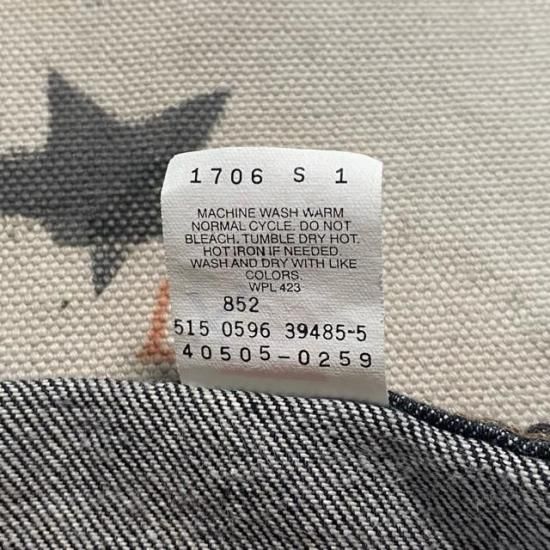 1706 S 1
MACHINE WASH WARM
NORMAL CYCLE. DO NOT
BLEACH. TUMBLE DRY HOT.
HOT IRON IF NEEDED.
WASH AND DRY WITH LIKE
COLORS.
WPL 423
852
515 0596 39485-5
40505-0259